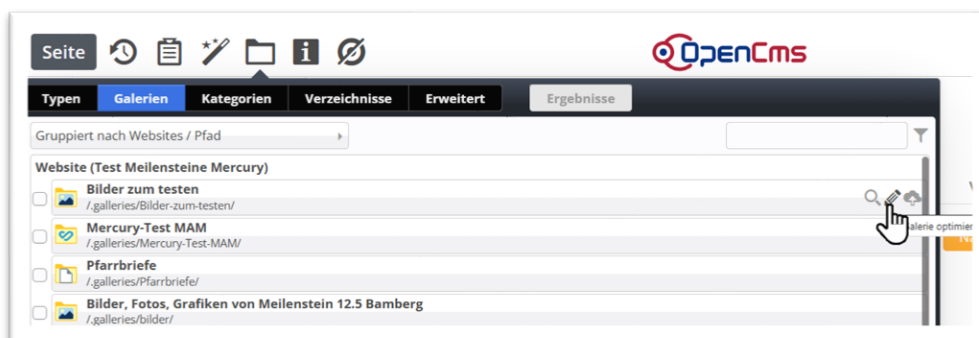 Seite
OpenCms
Typen Galerien Kategorien Verzeichnisse Erweitert Ergebnisse
Gruppiert nach Websites / Pfad
Website (Test Meilensteine Mercury)
Bilder zum testen
/.galleries/Bilder-zum-testen/
Mercury-Test MAM
/.galleries/Mercury-Test-MAM/
alerie optimier
Pfarrbriefe
/.galleries/Pfarrbriefe/
Bilder, Fotos, Grafiken von Meilenstein 12.5 Bamberg
/.galleries/bilder/